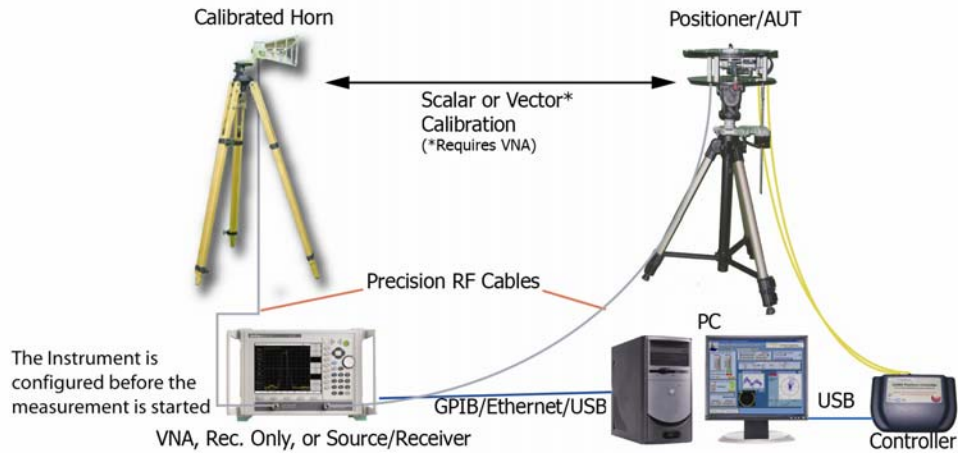 Calibrated Horn
Positioner/AUT
Scalar or Vector*
Calibration
(*Requires VNA)
Precision RF Cables
PC
The Instrument is
configured before the
measurement is started
GPIB/Ethernet/USB
USB
VNA, Rec. Only, or Source/Receiver
Controller